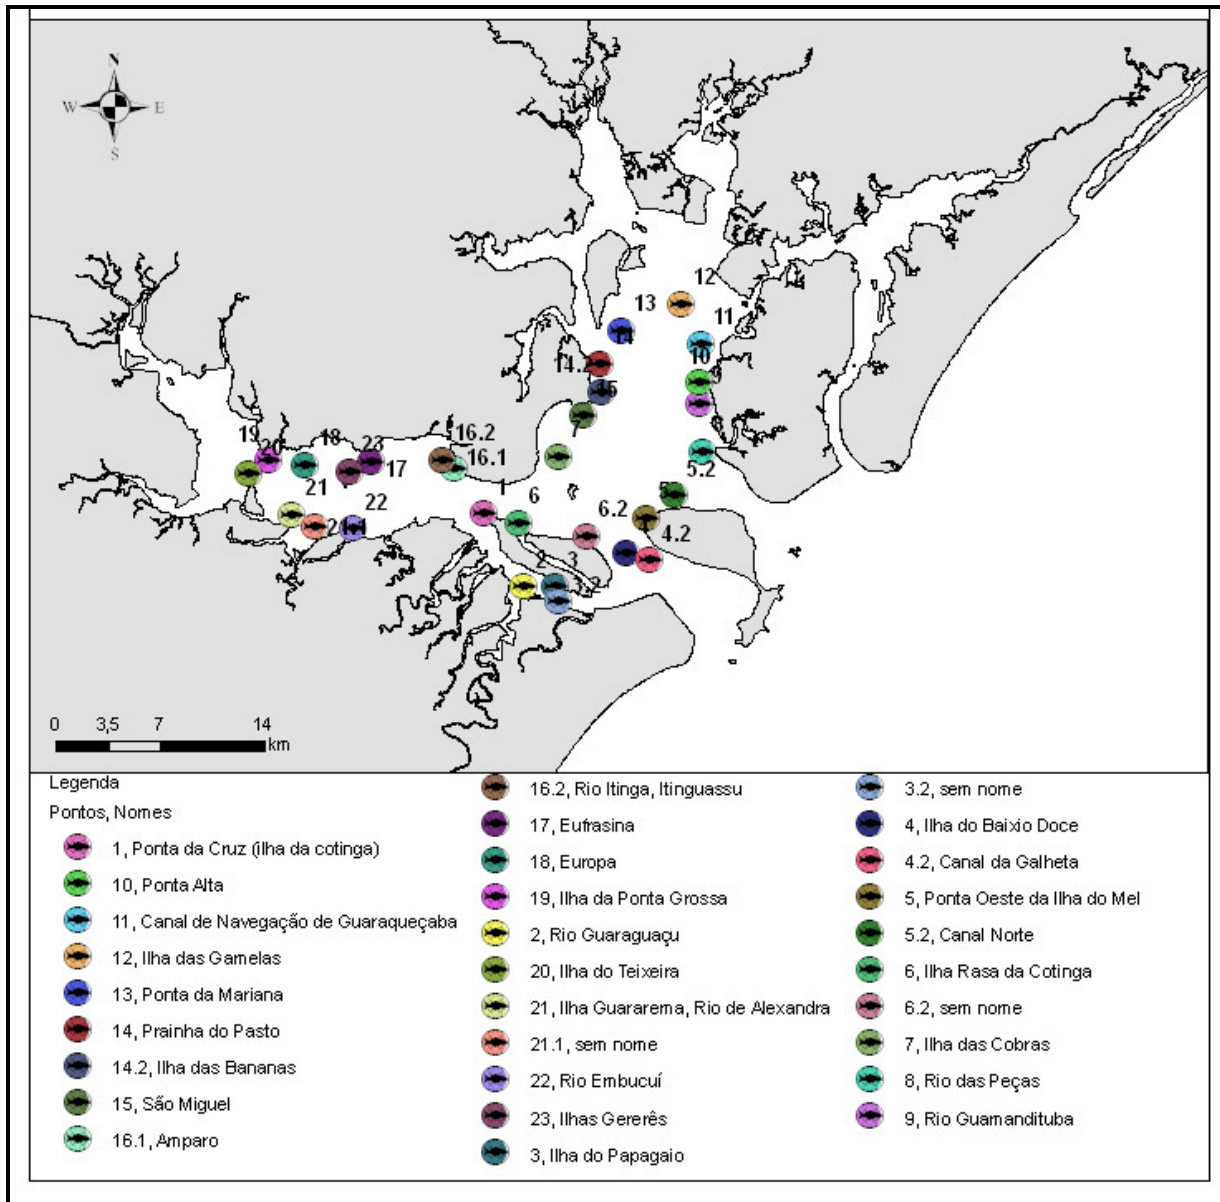 N
W E
S
12
13
11
14
10
14.2
15
7
19
20
18
23
17
16.2
16.1
21
22
21.1
1
6
6.2
5.2
5
4.2
2
3
3.2
0 3,5 7 14
km
Legenda
Pontos, Nomes
1, Ponta da Cruz (ilha da cotinga)
10, Ponta Alta
11, Canal de Navegação de Guaraqueçaba
12, Ilha das Gamelas
13, Ponta da Mariana
14, Prainha do Pasto
14.2, Ilha das Bananas
15, São Miguel
16.1, Amparo
16.2, Rio Itinga, Itinguassu
17, Eufrasina
18, Europa
19, Ilha da Ponta Grossa
2, Rio Guaraguaçu
20, Ilha do Teixeira
21, Ilha Guararema, Rio de Alexandra
21.1, sem nome
22, Rio Embucuí
23, Ilhas Gererês
3, Ilha do Papagaio
3.2, sem nome
4, Ilha do Baixio Doce
4.2, Canal da Galheta
5, Ponta Oeste da Ilha do Mel
5.2, Canal Norte
6, Ilha Rasa da Cotinga
6.2, sem nome
7, Ilha das Cobras
8, Rio das Peças
9, Rio Guamandituba